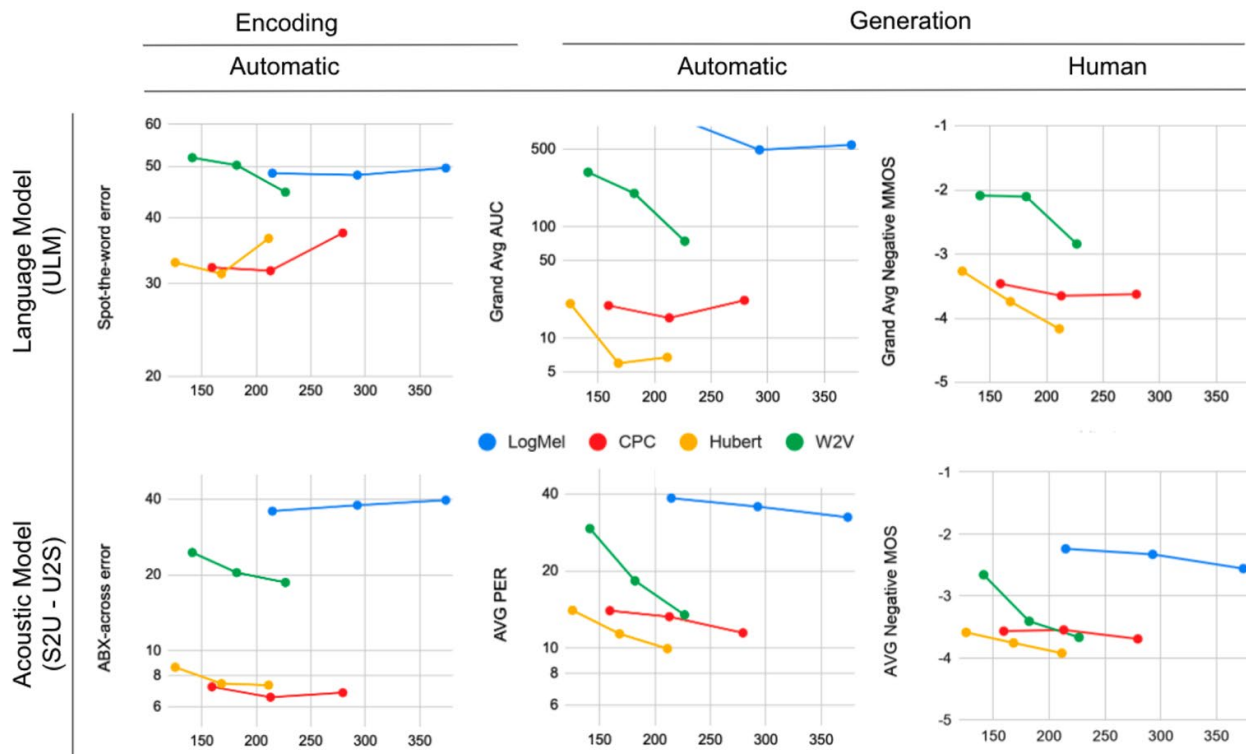 Encoding
Generation
Automatic
Automatic
Human
Language Model
(ULM)
Spot-the-word error
60
50
40
30
20
150 200 250 300 350
Grand Avg AUC
500
100
50
10
5
150 200 250 300 350
Grand Avg Negative MMOS
-1
-2
-3
-4
-5
150 200 250 300 350
LogMel CPC Hubert W2V
Acoustic Model
(S2U - U2S)
ABX-across error
40
20
10
8
6
150 200 250 300 350
AVG PER
40
20
10
8
6
150 200 250 300 350
AVG Negative MOS
-1
-2
-3
-4
-5
150 200 250 300 350